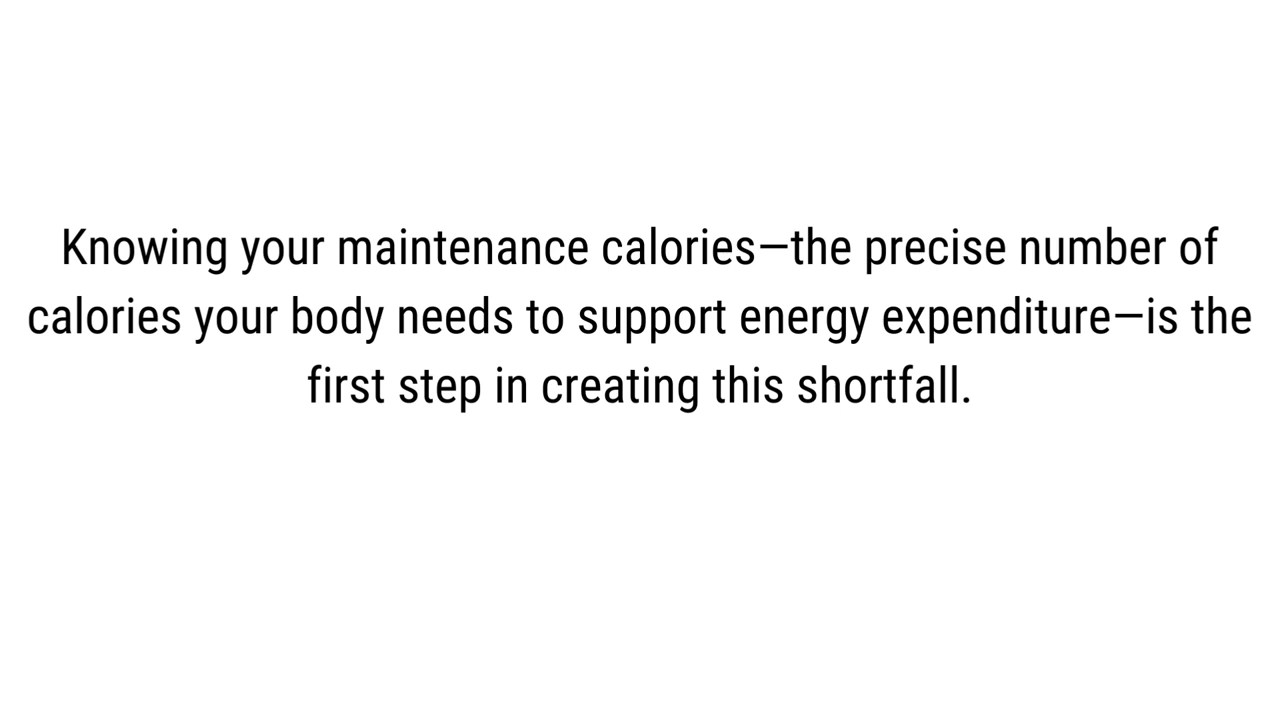 Knowing your maintenance calories—the precise number of
calories your body needs to support energy expenditure—is the
first step in creating this shortfall.